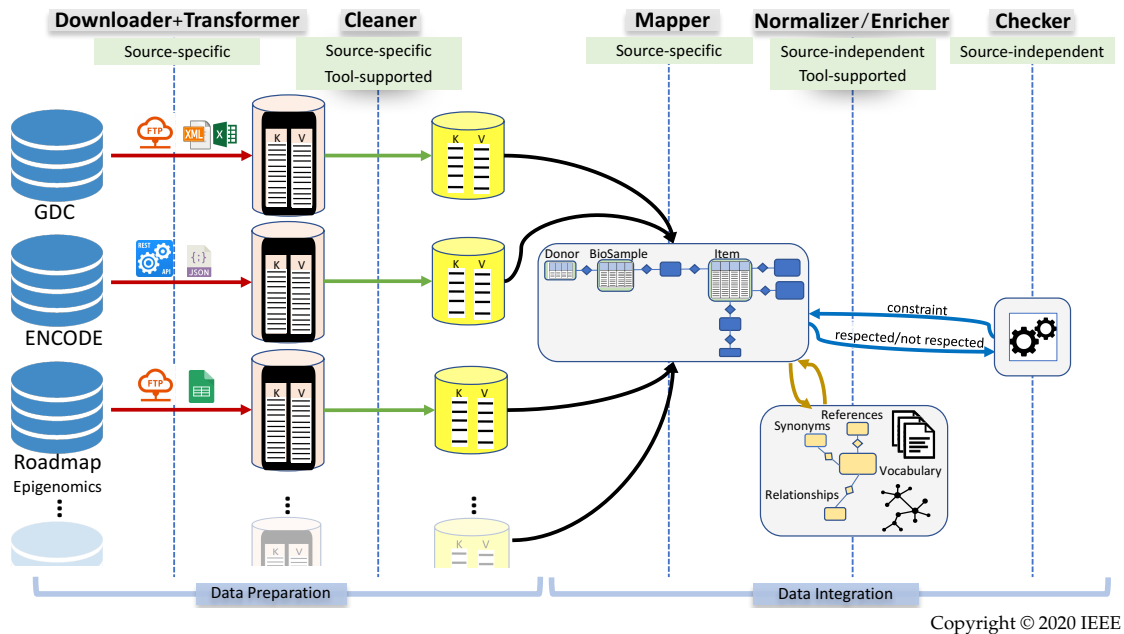 Downloader+Transformer
Cleaner
Mapper
Normalizer/Enricher
Checker
Source-specific
Source-specific
Tool-supported
Source-specific
Source-independent
Tool-supported
Source-independent
FTP
XML
X
K V
K V
GDC
REST
API
{;}
JSON
K V
K V
ENCODE
Donor
BioSample
Item
constraint
respected/not respected
FTP
K V
K V
Roadmap
Epigenomics
References
Synonyms
Vocabulary
Relationships
K V
K V
Data Preparation
Data Integration
Copyright © 2020 IEEE